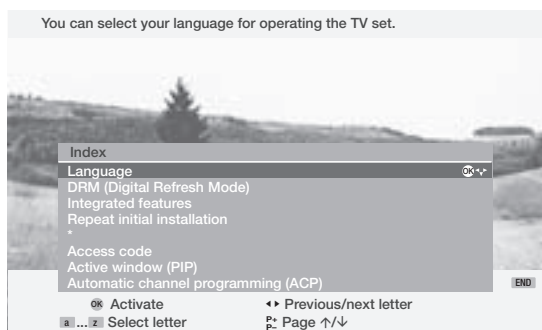 You can select your language for operating the TV set.
Index
Language OK
DRM (Digital Refresh Mode)
Integrated features
Repeat initial installation
*
Access code
Active window (PIP)
Automatic channel programming (ACP)
END
OK Activate
Previous/next letter
a ... z Select letter
P+ P– Page ↑/↓